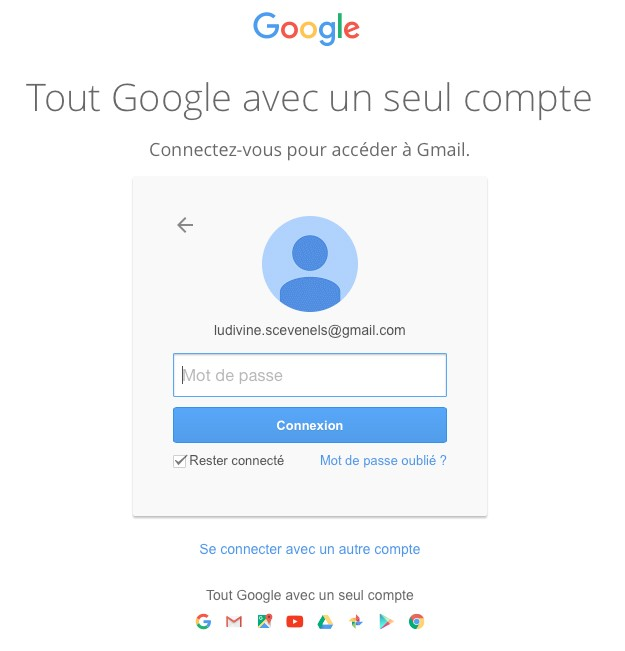 Google
Tout Google avec un seul compte
Connectez-vous pour accéder à Gmail.
ludivine.scevenels@gmail.com
Mot de passe
Connexion
Rester connecté Mot de passe oublié ?
Se connecter avec un autre compte
Tout Google avec un seul compte